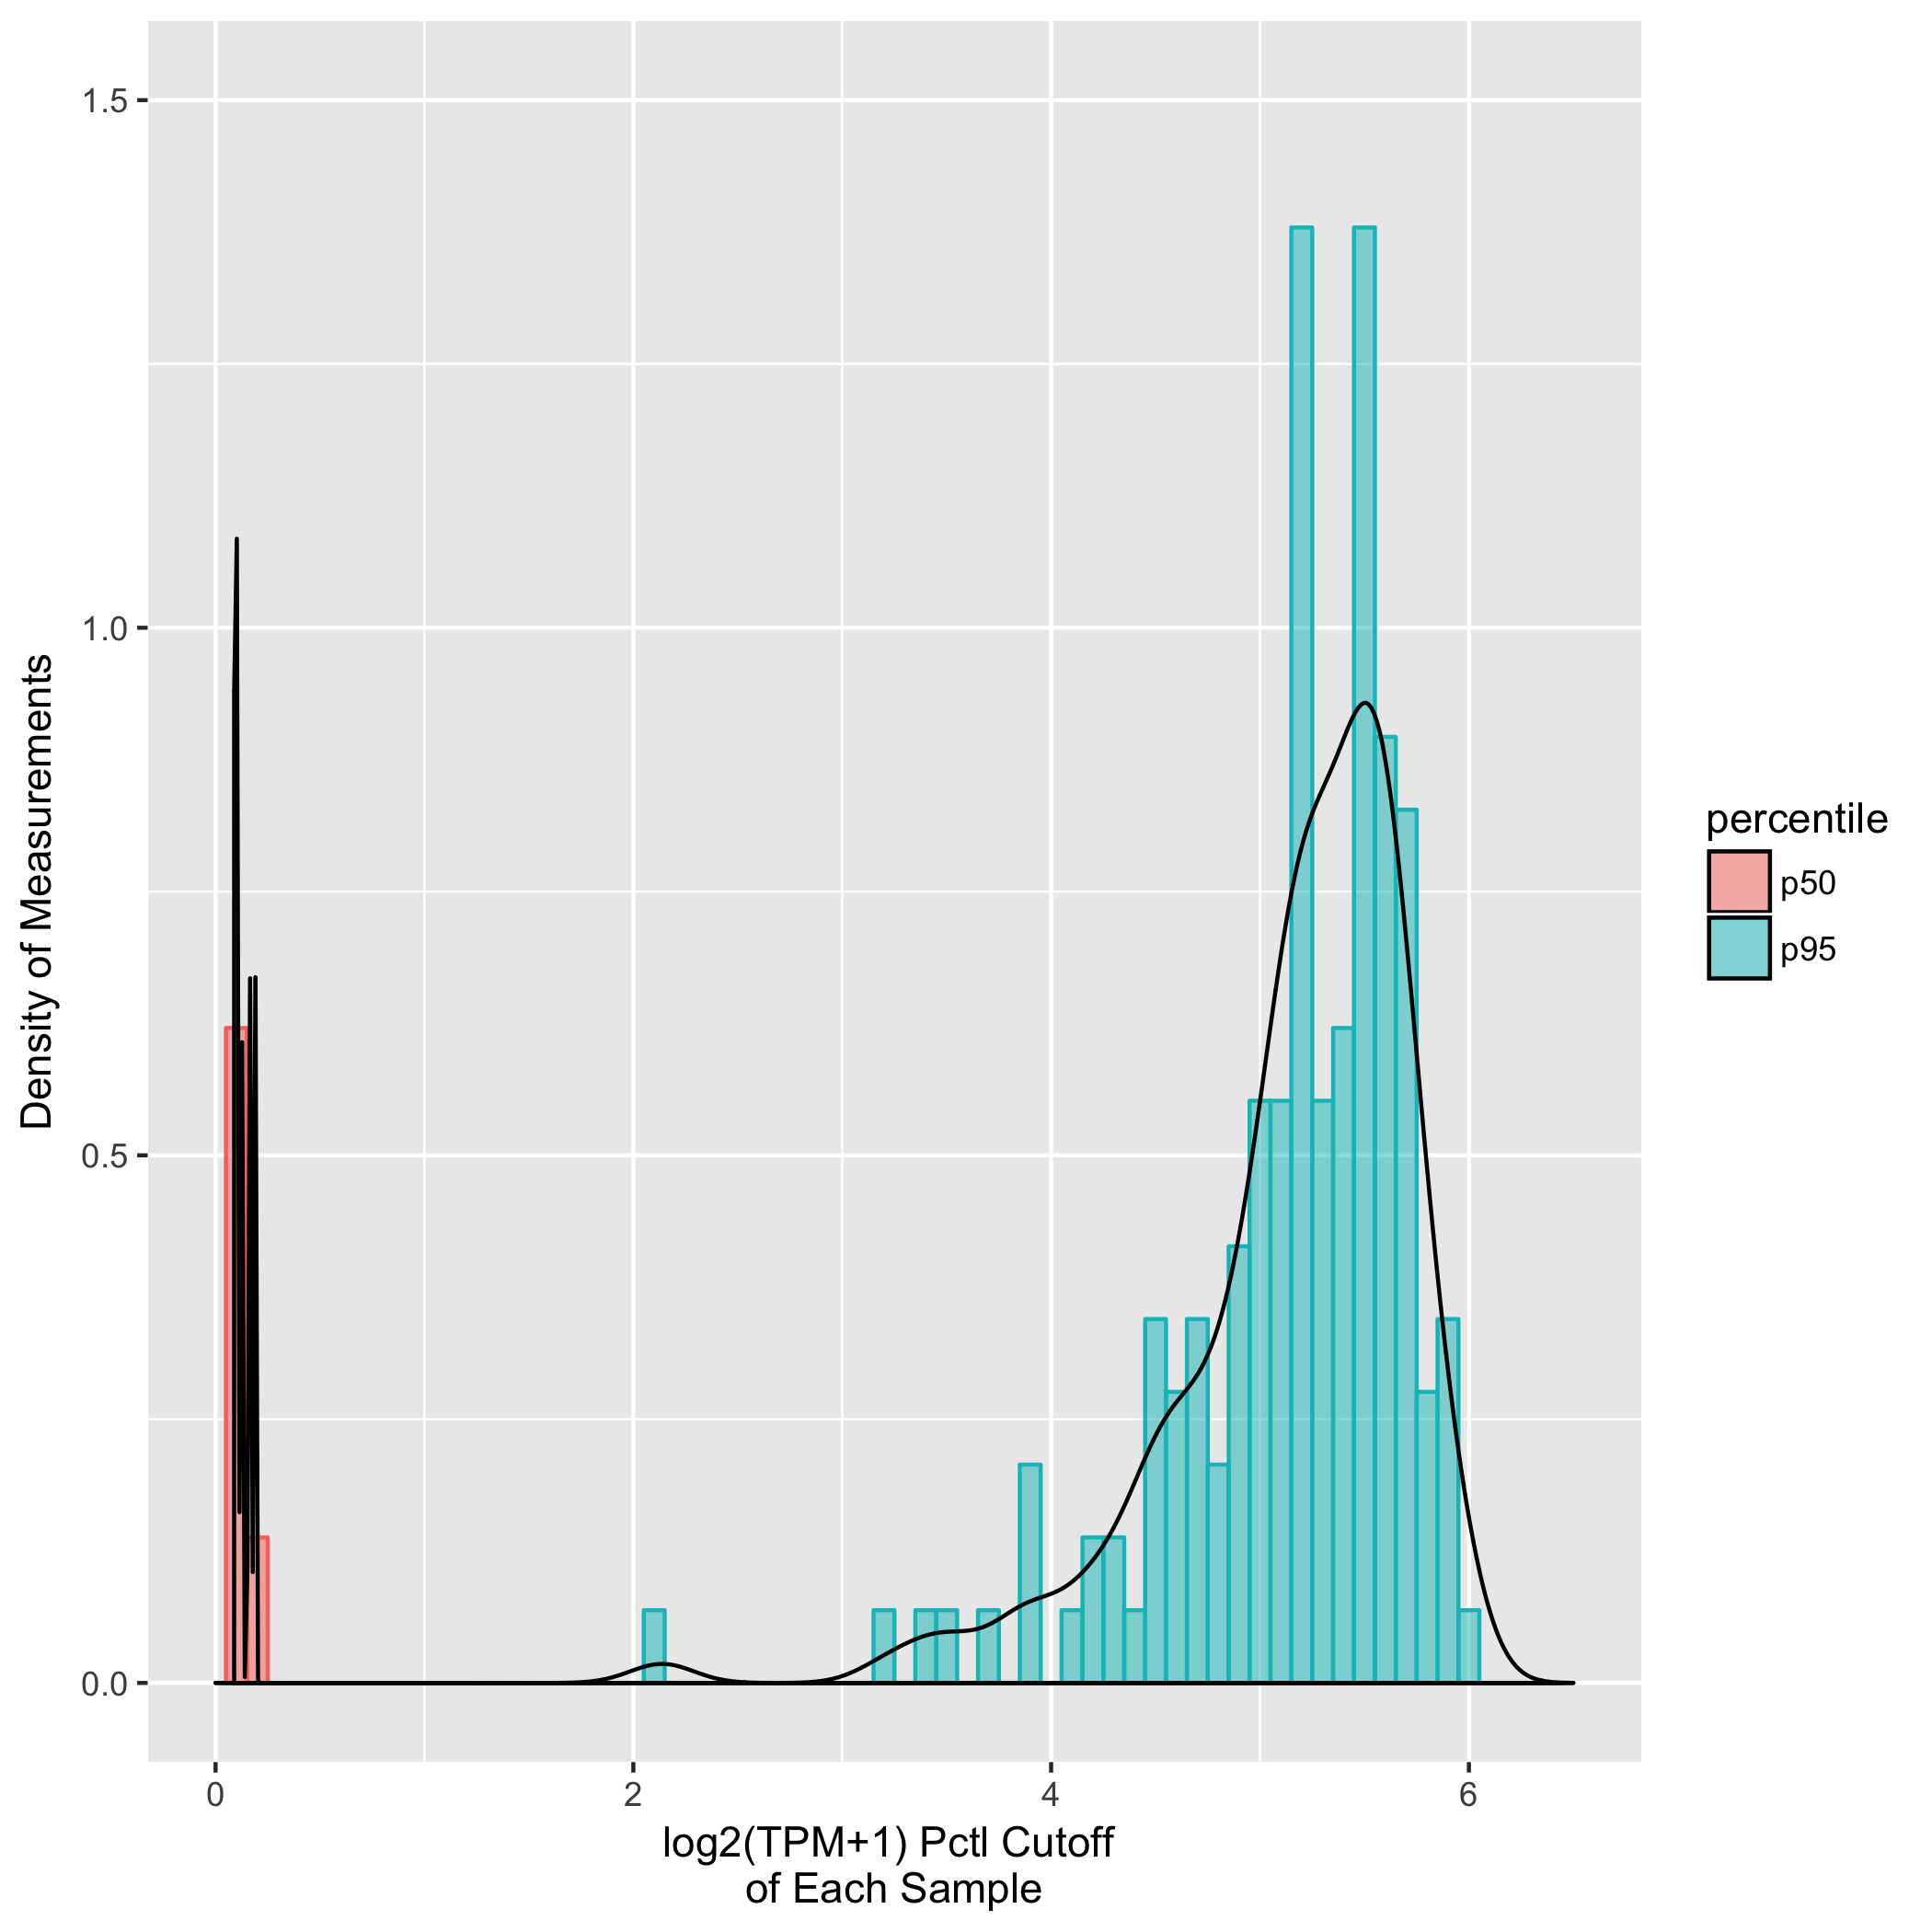 1.5
1.0
0.5
0.0
Density of Measurements
0
2
4
6
log2(TPM+1) Pctl Cutoff
of Each Sample
percentile
p50
p95